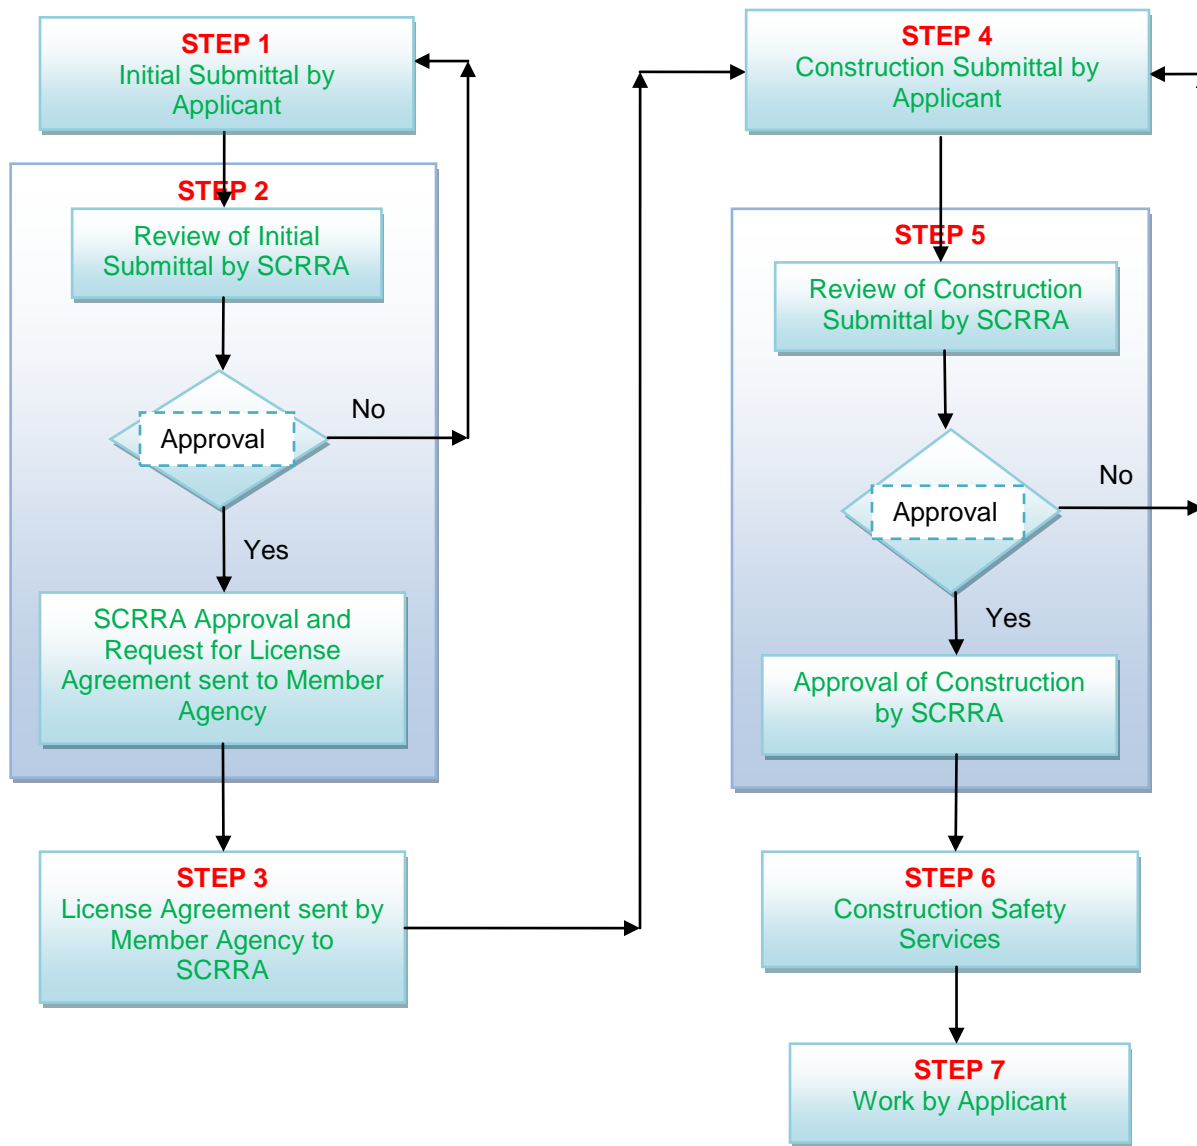 STEP 1
Initial Submittal by
Applicant
STEP 2
Review of Initial
Submittal by SCRRA
Approval
No
Yes
SCRRA Approval and
Request for License
Agreement sent to Member
Agency
STEP 3
License Agreement sent by
Member Agency to
SCRRA
STEP 4
Construction Submittal by
Applicant
STEP 5
Review of Construction
Submittal by SCRRA
Approval
No
Yes
Approval of Construction
by SCRRA
STEP 6
Construction Safety
Services
STEP 7
Work by Applicant